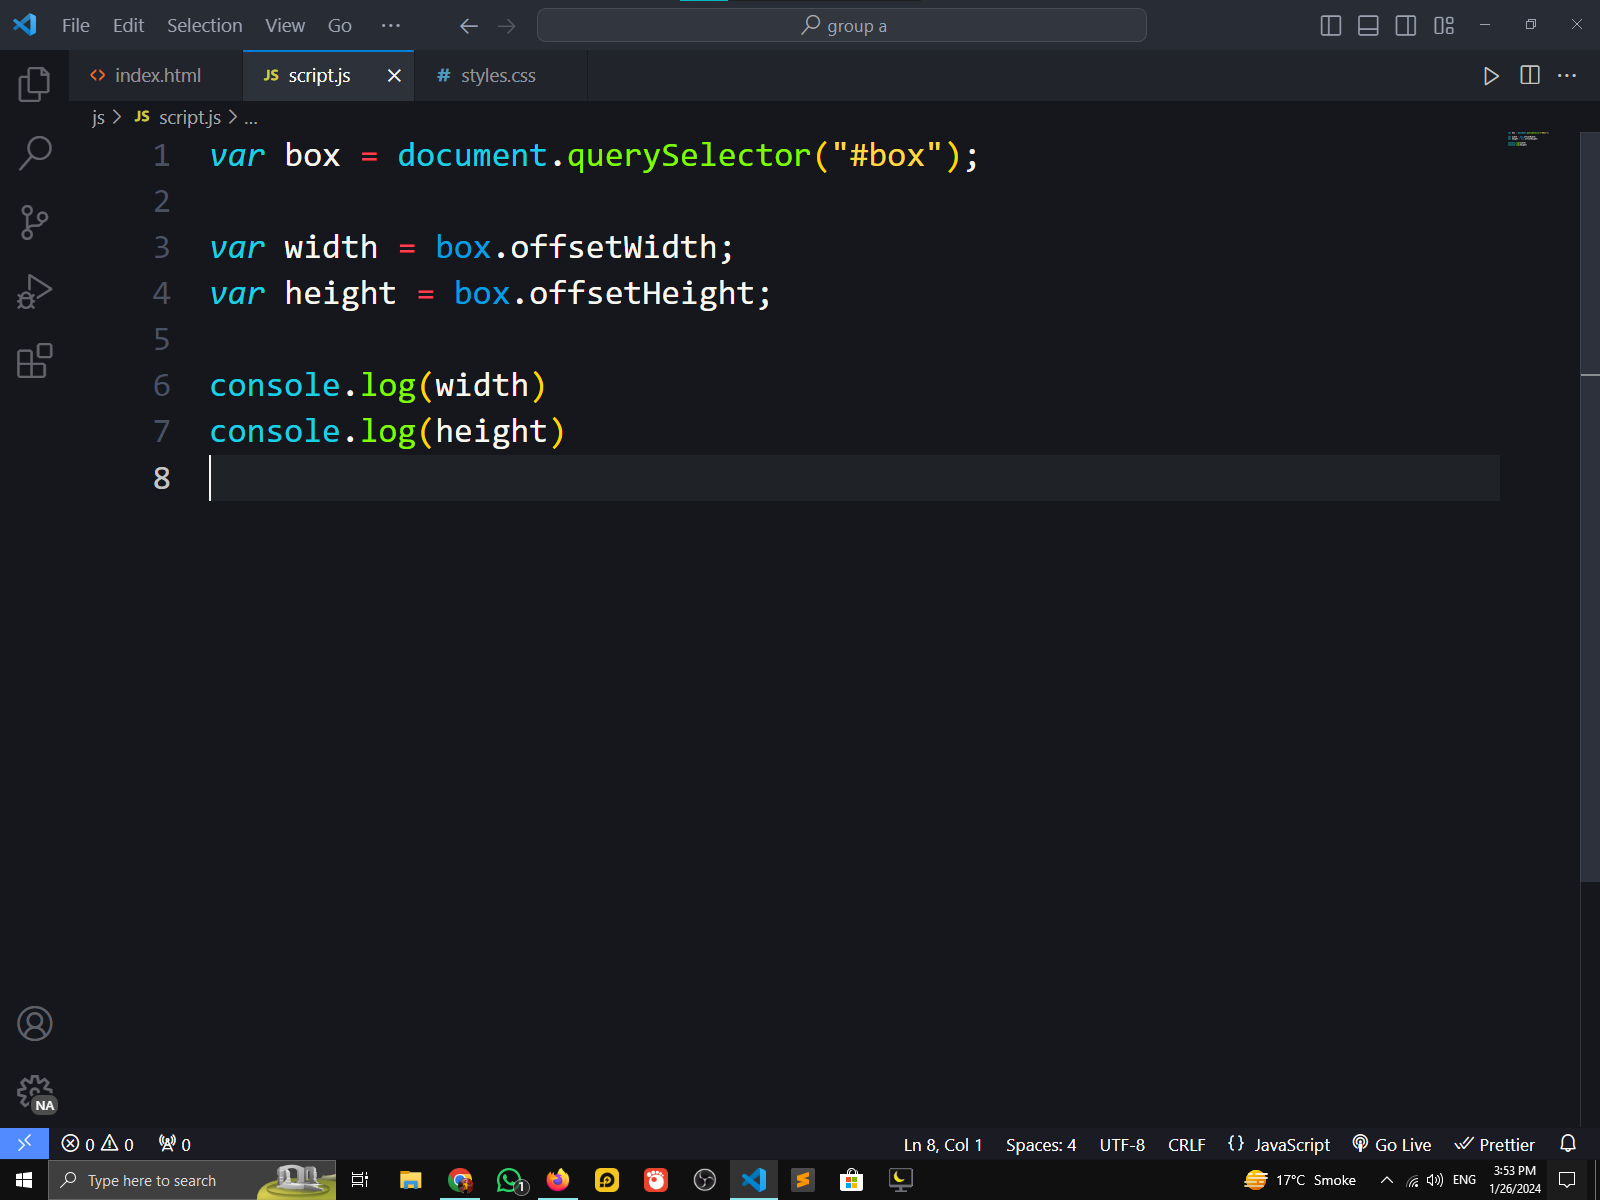 File Edit Selection View Go ··· group a
index.html JS script.js # styles.css
js > JS script.js > ...
1 var box = document.querySelector("#box");
2
3 var width = box.offsetWidth;
4 var height = box.offsetHeight;
5
6 console.log(width)
7 console.log(height)
8
NA
0 0 0 Ln 8, Col 1 Spaces: 4 UTF-8 CRLF {} JavaScript Go Live Prettier
Type here to search 1 17°C Smoke ENG 3:53 PM
1/26/2024